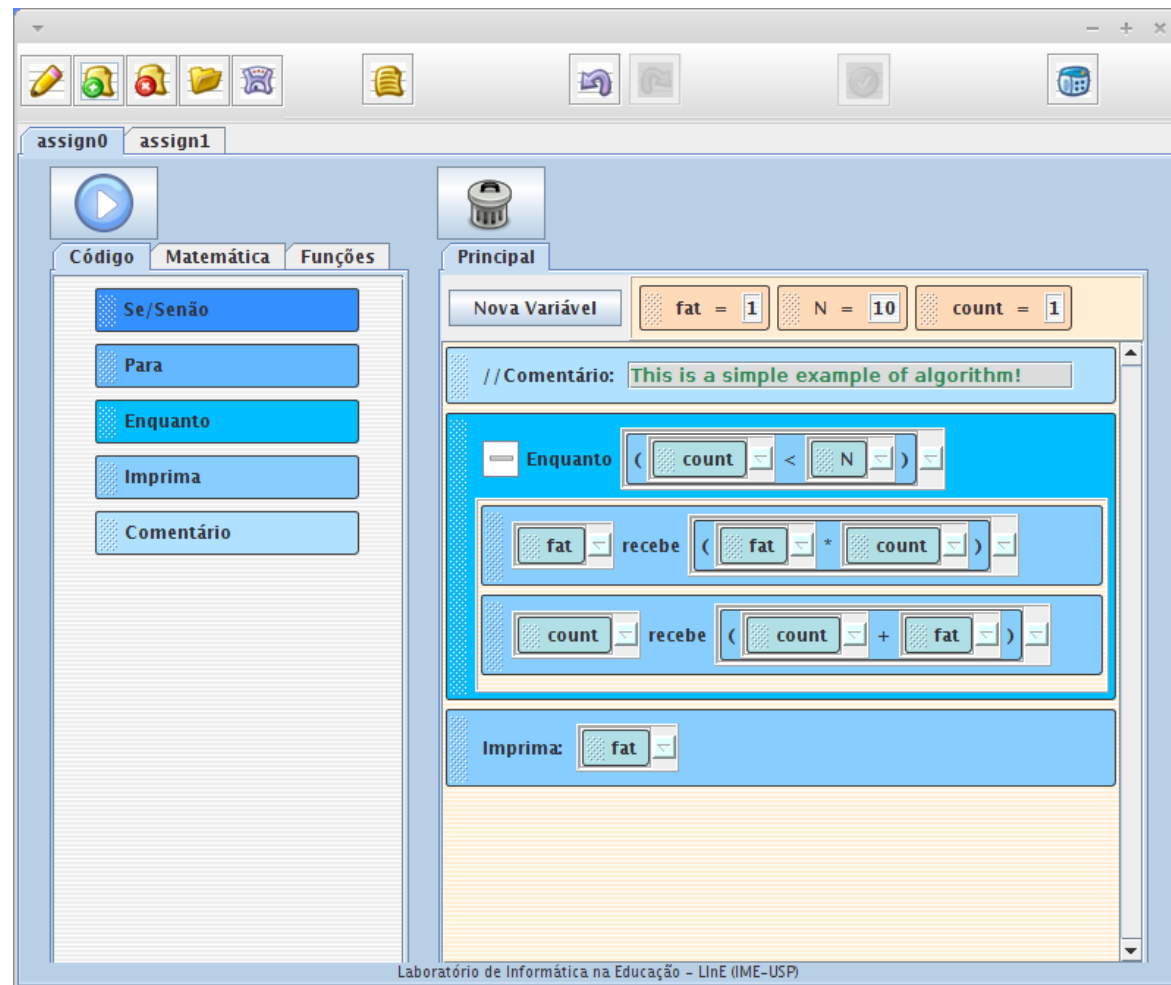 assign0 assign1
Código Matemática Funções
Se/Senão
Para
Enquanto
Imprima
Comentário
Principal
Nova Variável fat = 1 N = 10 count = 1
//Comentário: This is a simple example of algorithm!
Enquanto ( count < N )
fat recebe ( fat * count )
count recebe ( count + fat )
Imprima: fat
Laboratório de Informática na Educação – LInE (IME-USP)